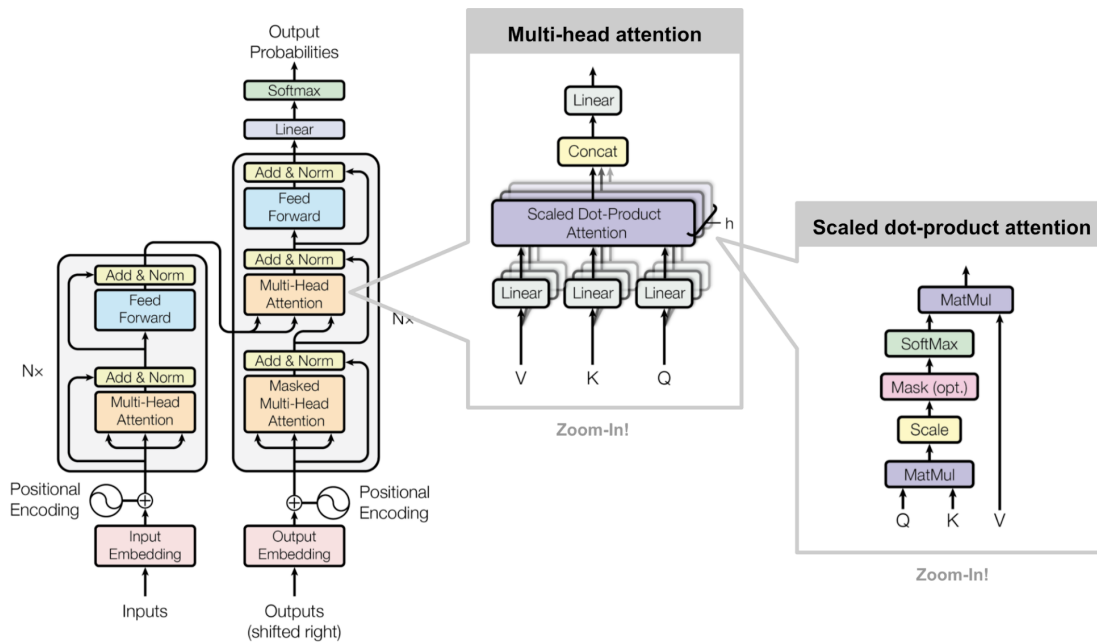 Output
Probabilities
Softmax
Linear
Add & Norm
Feed
Forward
Add & Norm
Multi-Head
Attention
Nx
Add & Norm
Masked
Multi-Head
Attention
Add & Norm
Feed
Forward
Nx
Add & Norm
Multi-Head
Attention
Positional
Encoding
Positional
Encoding
Input
Embedding
Output
Embedding
Inputs
Outputs
(shifted right)
Multi-head attention
Linear
Concat
Scaled Dot-Product
Attention
h
Linear
Linear
Linear
V
K
Q
Zoom-In!
Scaled dot-product attention
MatMul
SoftMax
Mask (opt.)
Scale
MatMul
Q
K
V
Zoom-In!